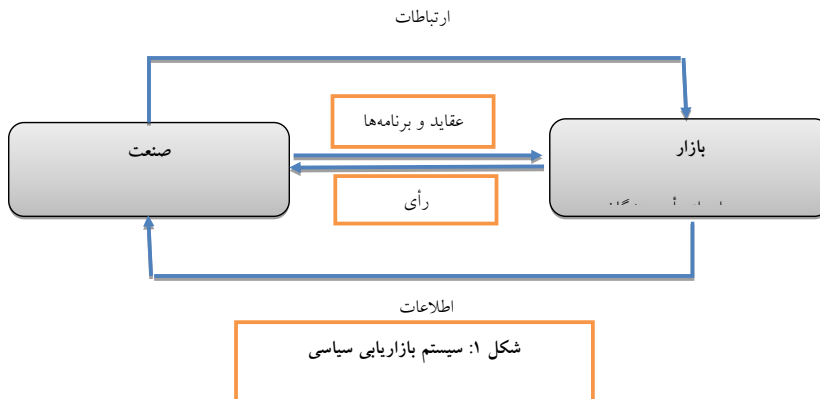 ارتباطات
عقاید و برنامه‌ها
بازار
صنعت
رأی
اطلاعات
شکل ۱: سیستم بازاریابی سیاسی